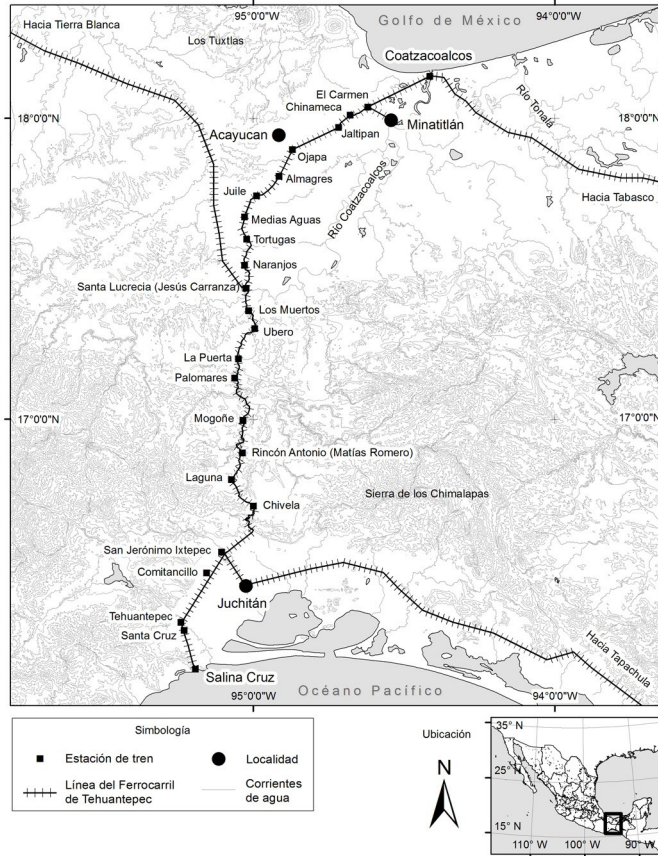 95°0'0"W
94°0'0"W
Hacia Tierra Blanca
Golfo de México
Los Tuxtlas
Coatzacoalcos
El Carmen
Chinameca
Río Tonalá
18°0'0"N
18°0'0"N
Acayucan
Minatitlán
Jaltipan
Ojapa
Almagres
Juile
Río Coatzacoalcos
Hacia Tabasco
Medias Aguas
Tortugas
Naranjos
Santa Lucrecia (Jesús Carranza)
Los Muertos
Ubero
La Puerta
Palomares
17°0'0"N
Mogoñe
17°0'0"N
Rincón Antonio (Matías Romero)
Laguna
Sierra de los Chimalapas
Chivela
San Jerónimo Ixtepec
Comitancillo
Juchitán
Tehuantepec
Santa Cruz
Hacia Tapachula
Salina Cruz
Océano Pacífico
95°0'0"W
94°0'0"W
Simbología
Estación de tren
Localidad
Línea del Ferrocarril
de Tehuantepec
Corrientes
de agua
Ubicación
N
35° N
25° N
15° N
110° W
100° W
90° W